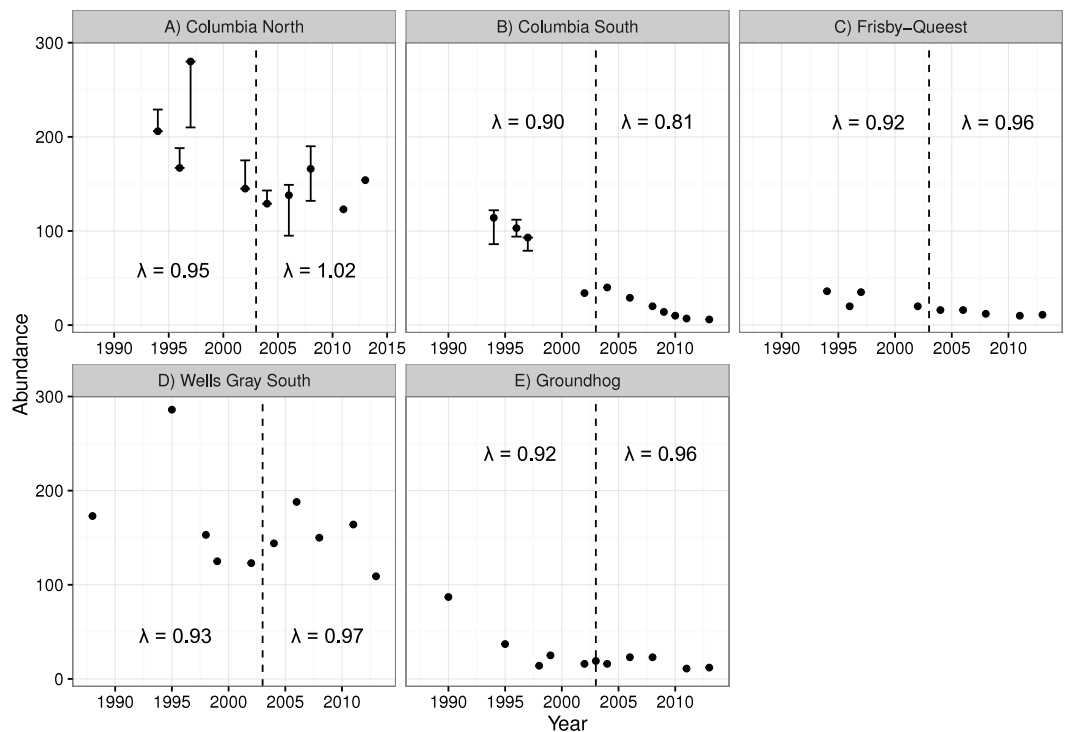 A) Columbia North
B) Columbia South
C) Frisby−Queest
300
200
100
0
λ = 0.95
λ = 1.02
λ = 0.90
λ = 0.81
λ = 0.92
λ = 0.96
1990 1995 2000 2005 2010 2015
1990 1995 2000 2005 2010
1990 1995 2000 2005 2010
Abundance
D) Wells Gray South
E) Groundhog
300
200
100
0
λ = 0.93
λ = 0.97
λ = 0.92
λ = 0.96
1990 1995 2000 2005 2010
1990 1995 2000 2005 2010
Year